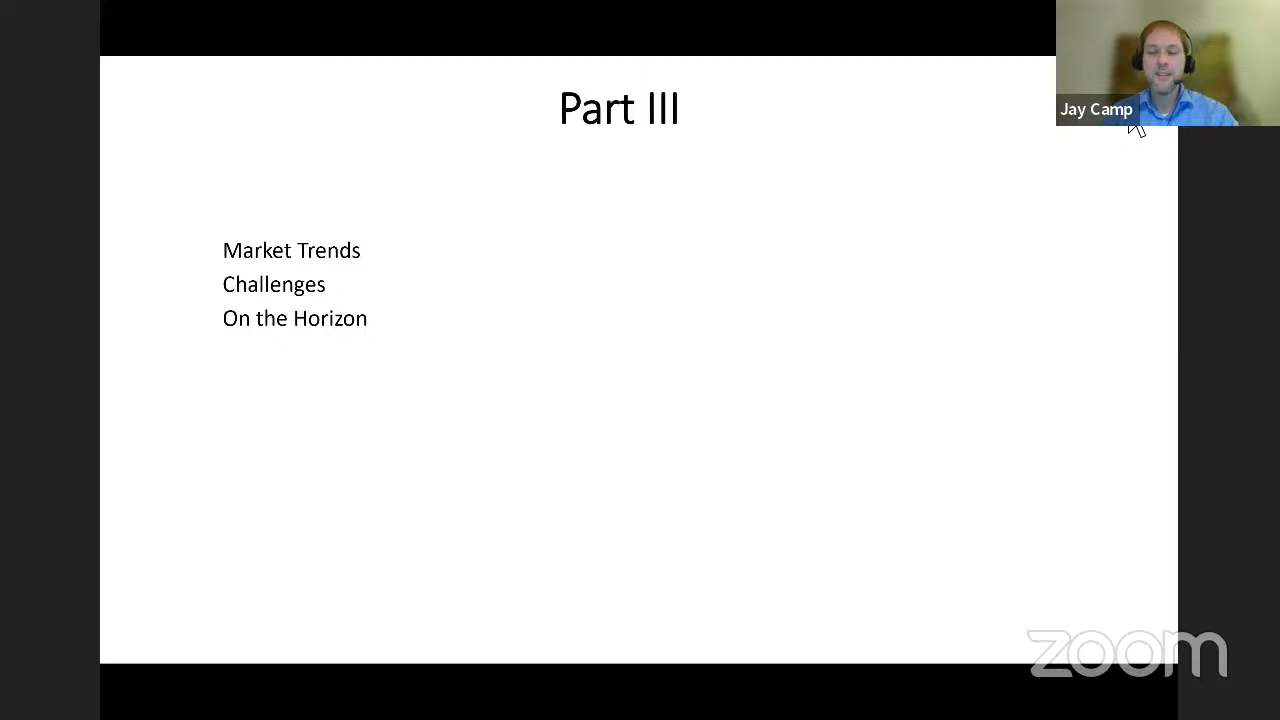 Part III
Jay Camp
Market Trends
Challenges
On the Horizon
zoom